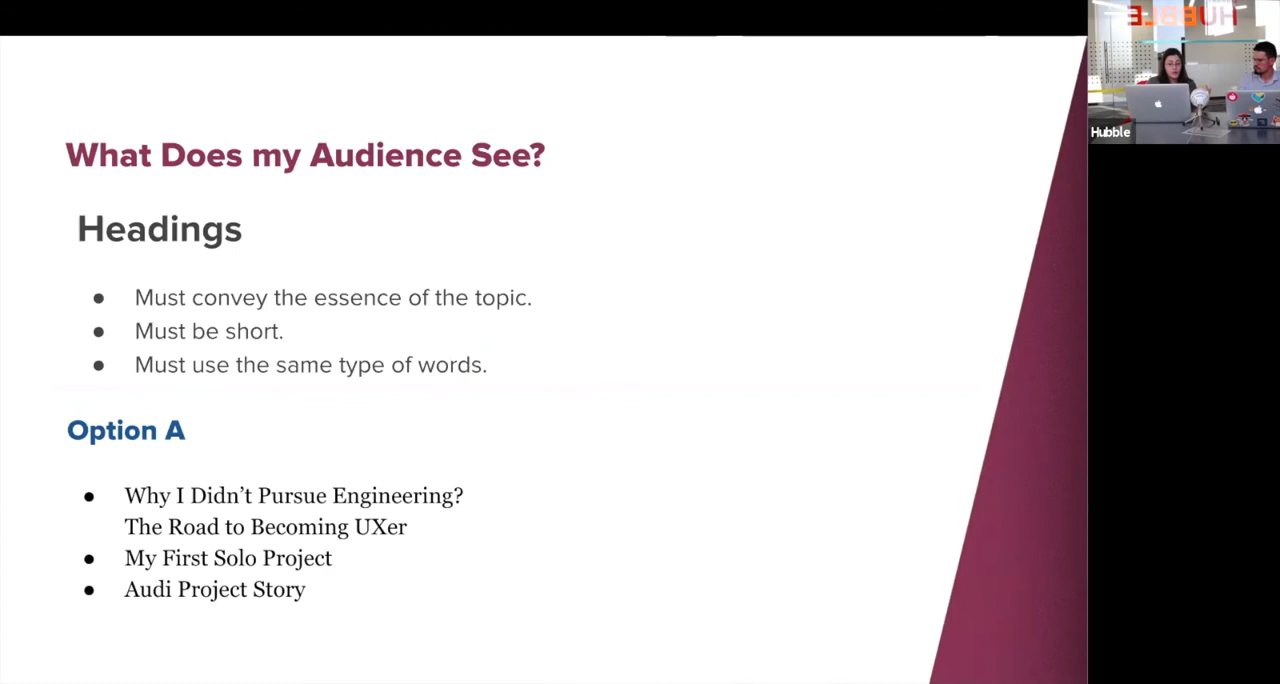 What Does my Audience See?
Headings
● Must convey the essence of the topic.
● Must be short.
● Must use the same type of words.
Option A
● Why I Didn’t Pursue Engineering?
The Road to Becoming UXer
● My First Solo Project
● Audi Project Story
HUBBLE
Hubble